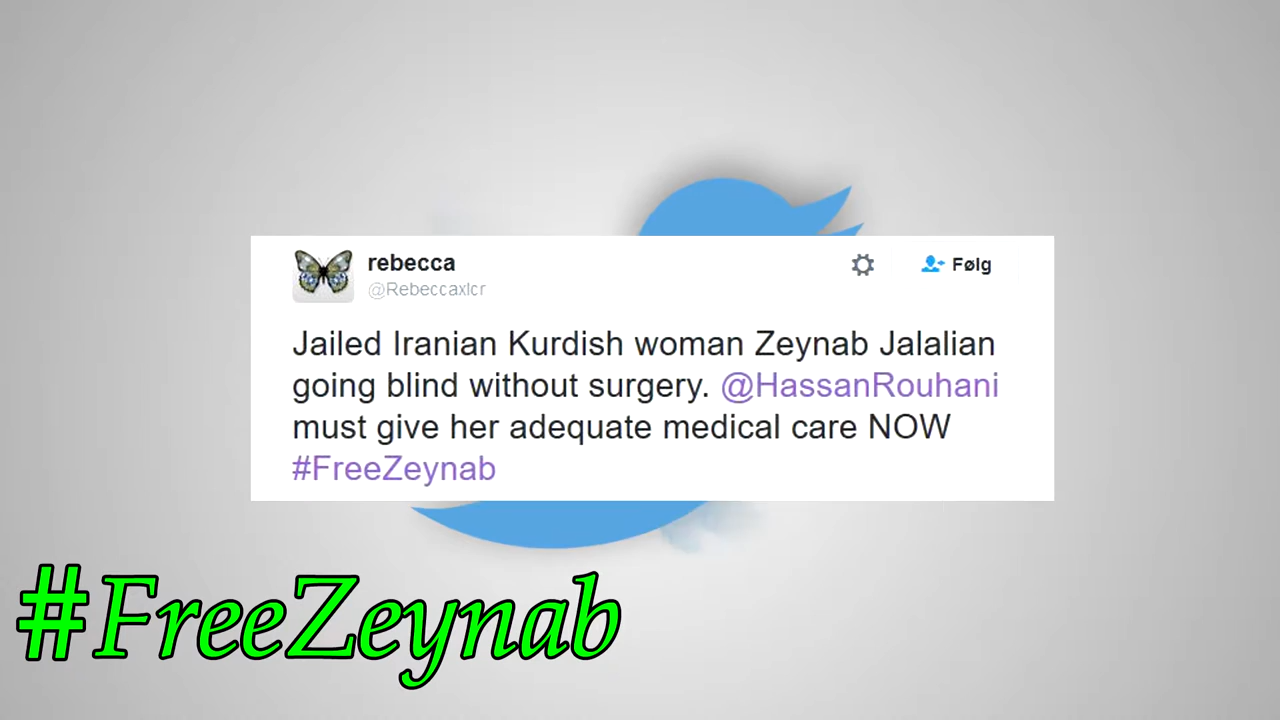 rebecca
@Rebeccaxlcr
Følg
Jailed Iranian Kurdish woman Zeynab Jalalian
going blind without surgery. @HassanRouhani
must give her adequate medical care NOW
#FreeZeynab
#FreeZeynab